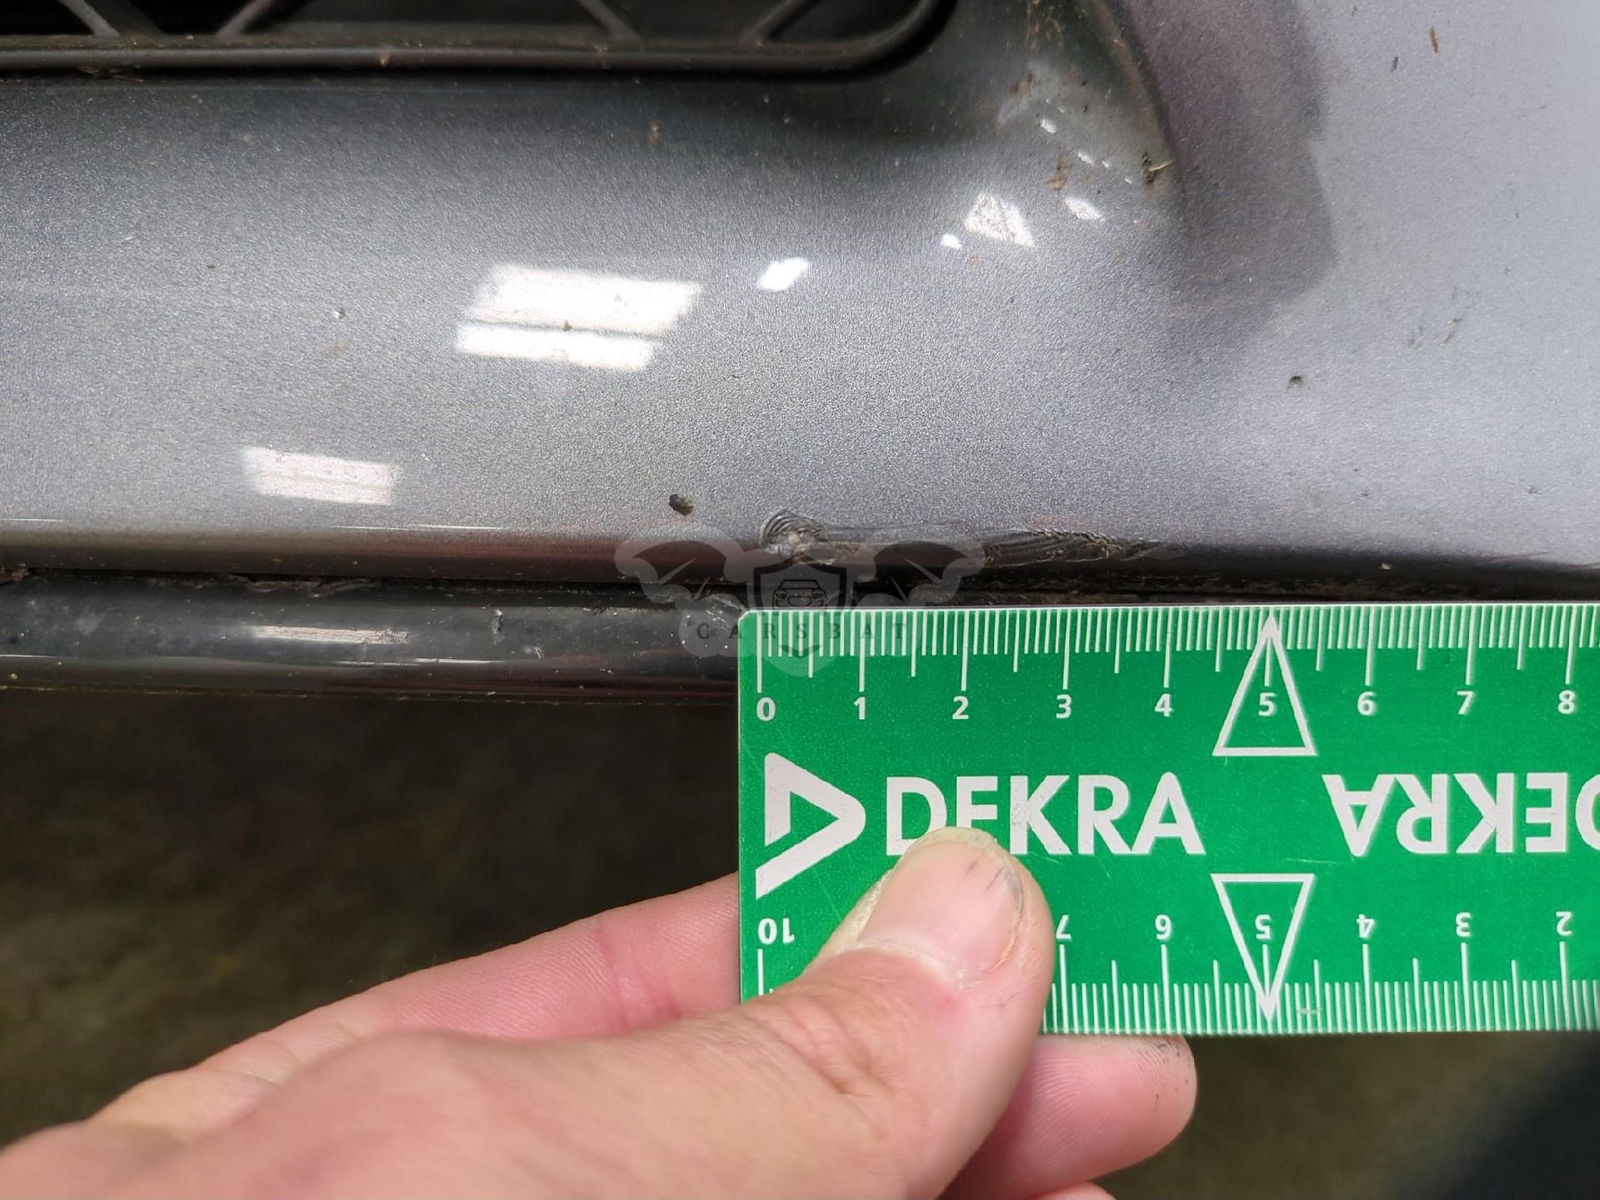 CARSBAT
0 1 2 3 4 5 6 7 8
DEKRA DEKRA
10 7 6 5 4 3 2